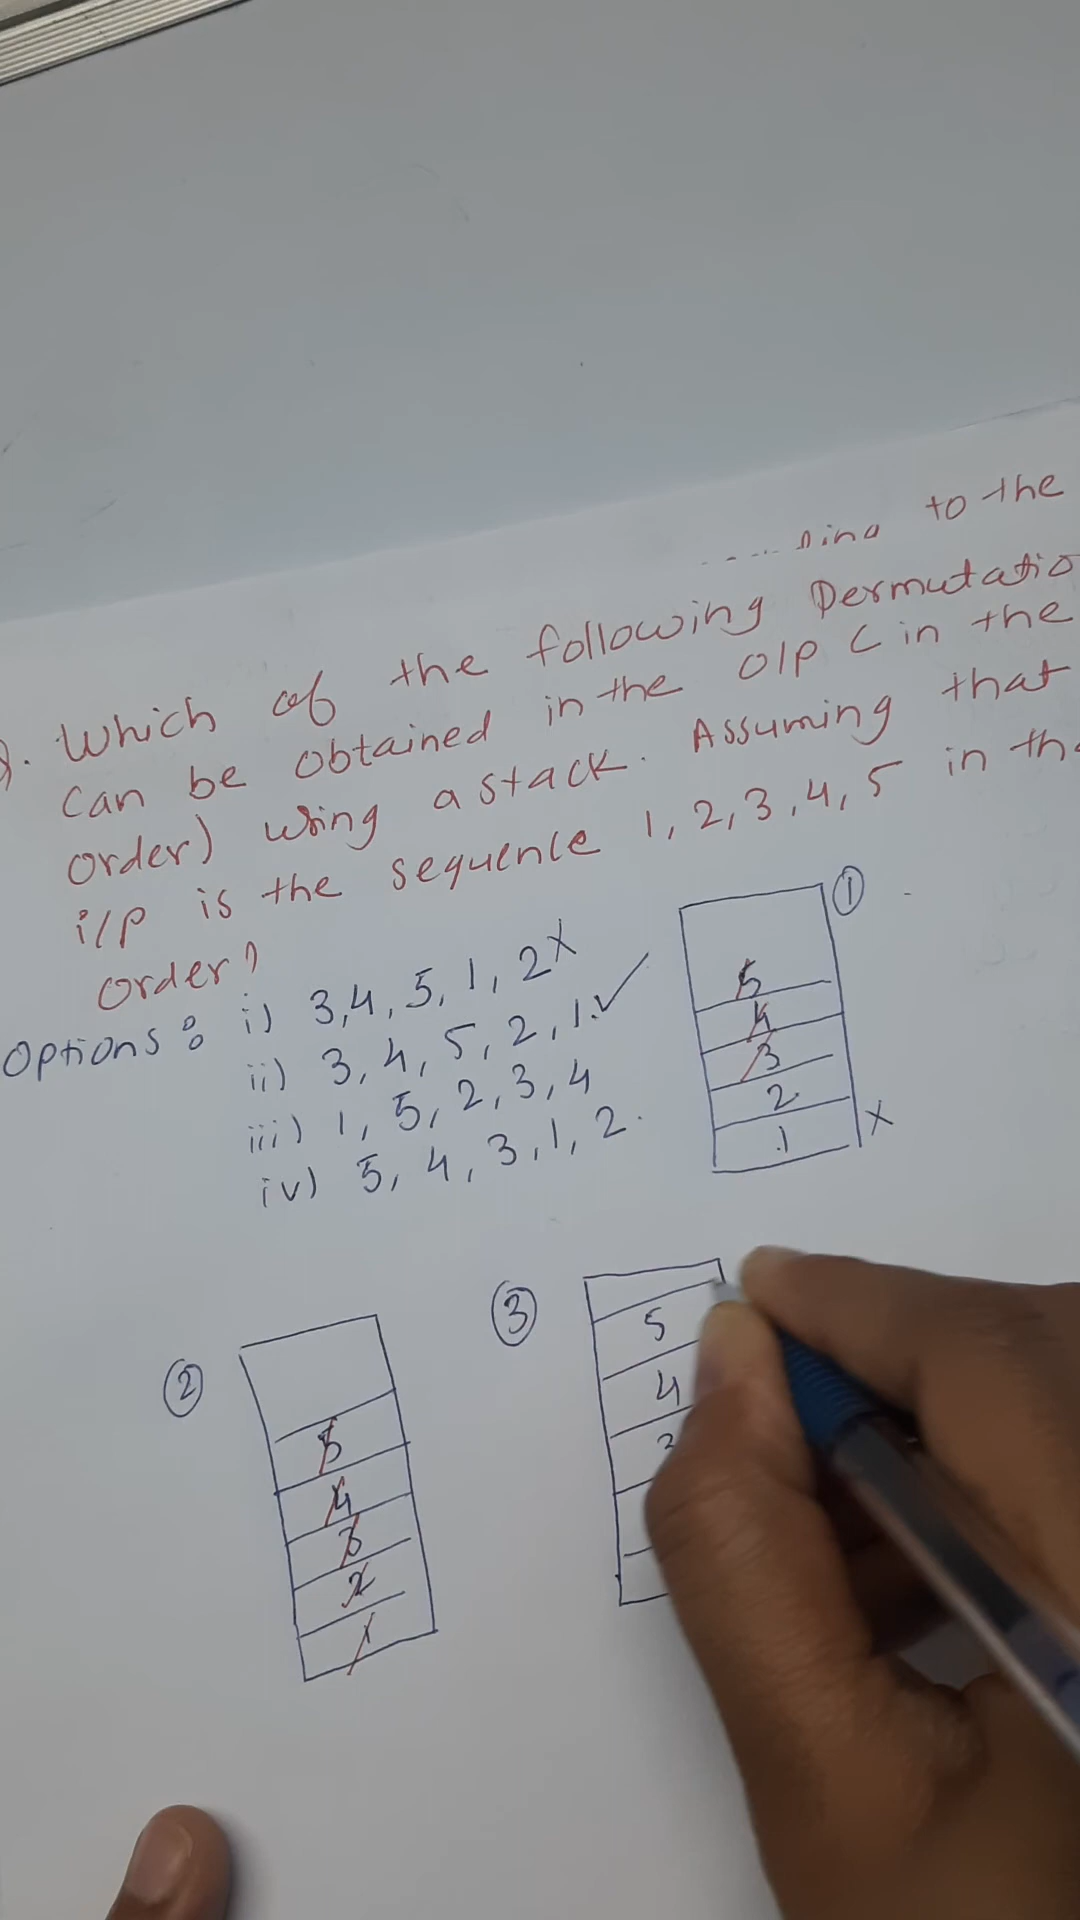 to the
Which of the following Permutatio
can be obtained in the O/P ( in the
order) using a stack. Assuming that
i/p is the sequence 1, 2, 3, 4, 5 in th
order?
Options: i) 3, 4, 5, 1, 2 X
ii) 3, 4, 5, 2, 1. ✓
iii) 1, 5, 2, 3, 4
iv) 5, 4, 3, 1, 2.
①
5
4
3
2
1 X
②
5
4
3
2
1
③
5
4